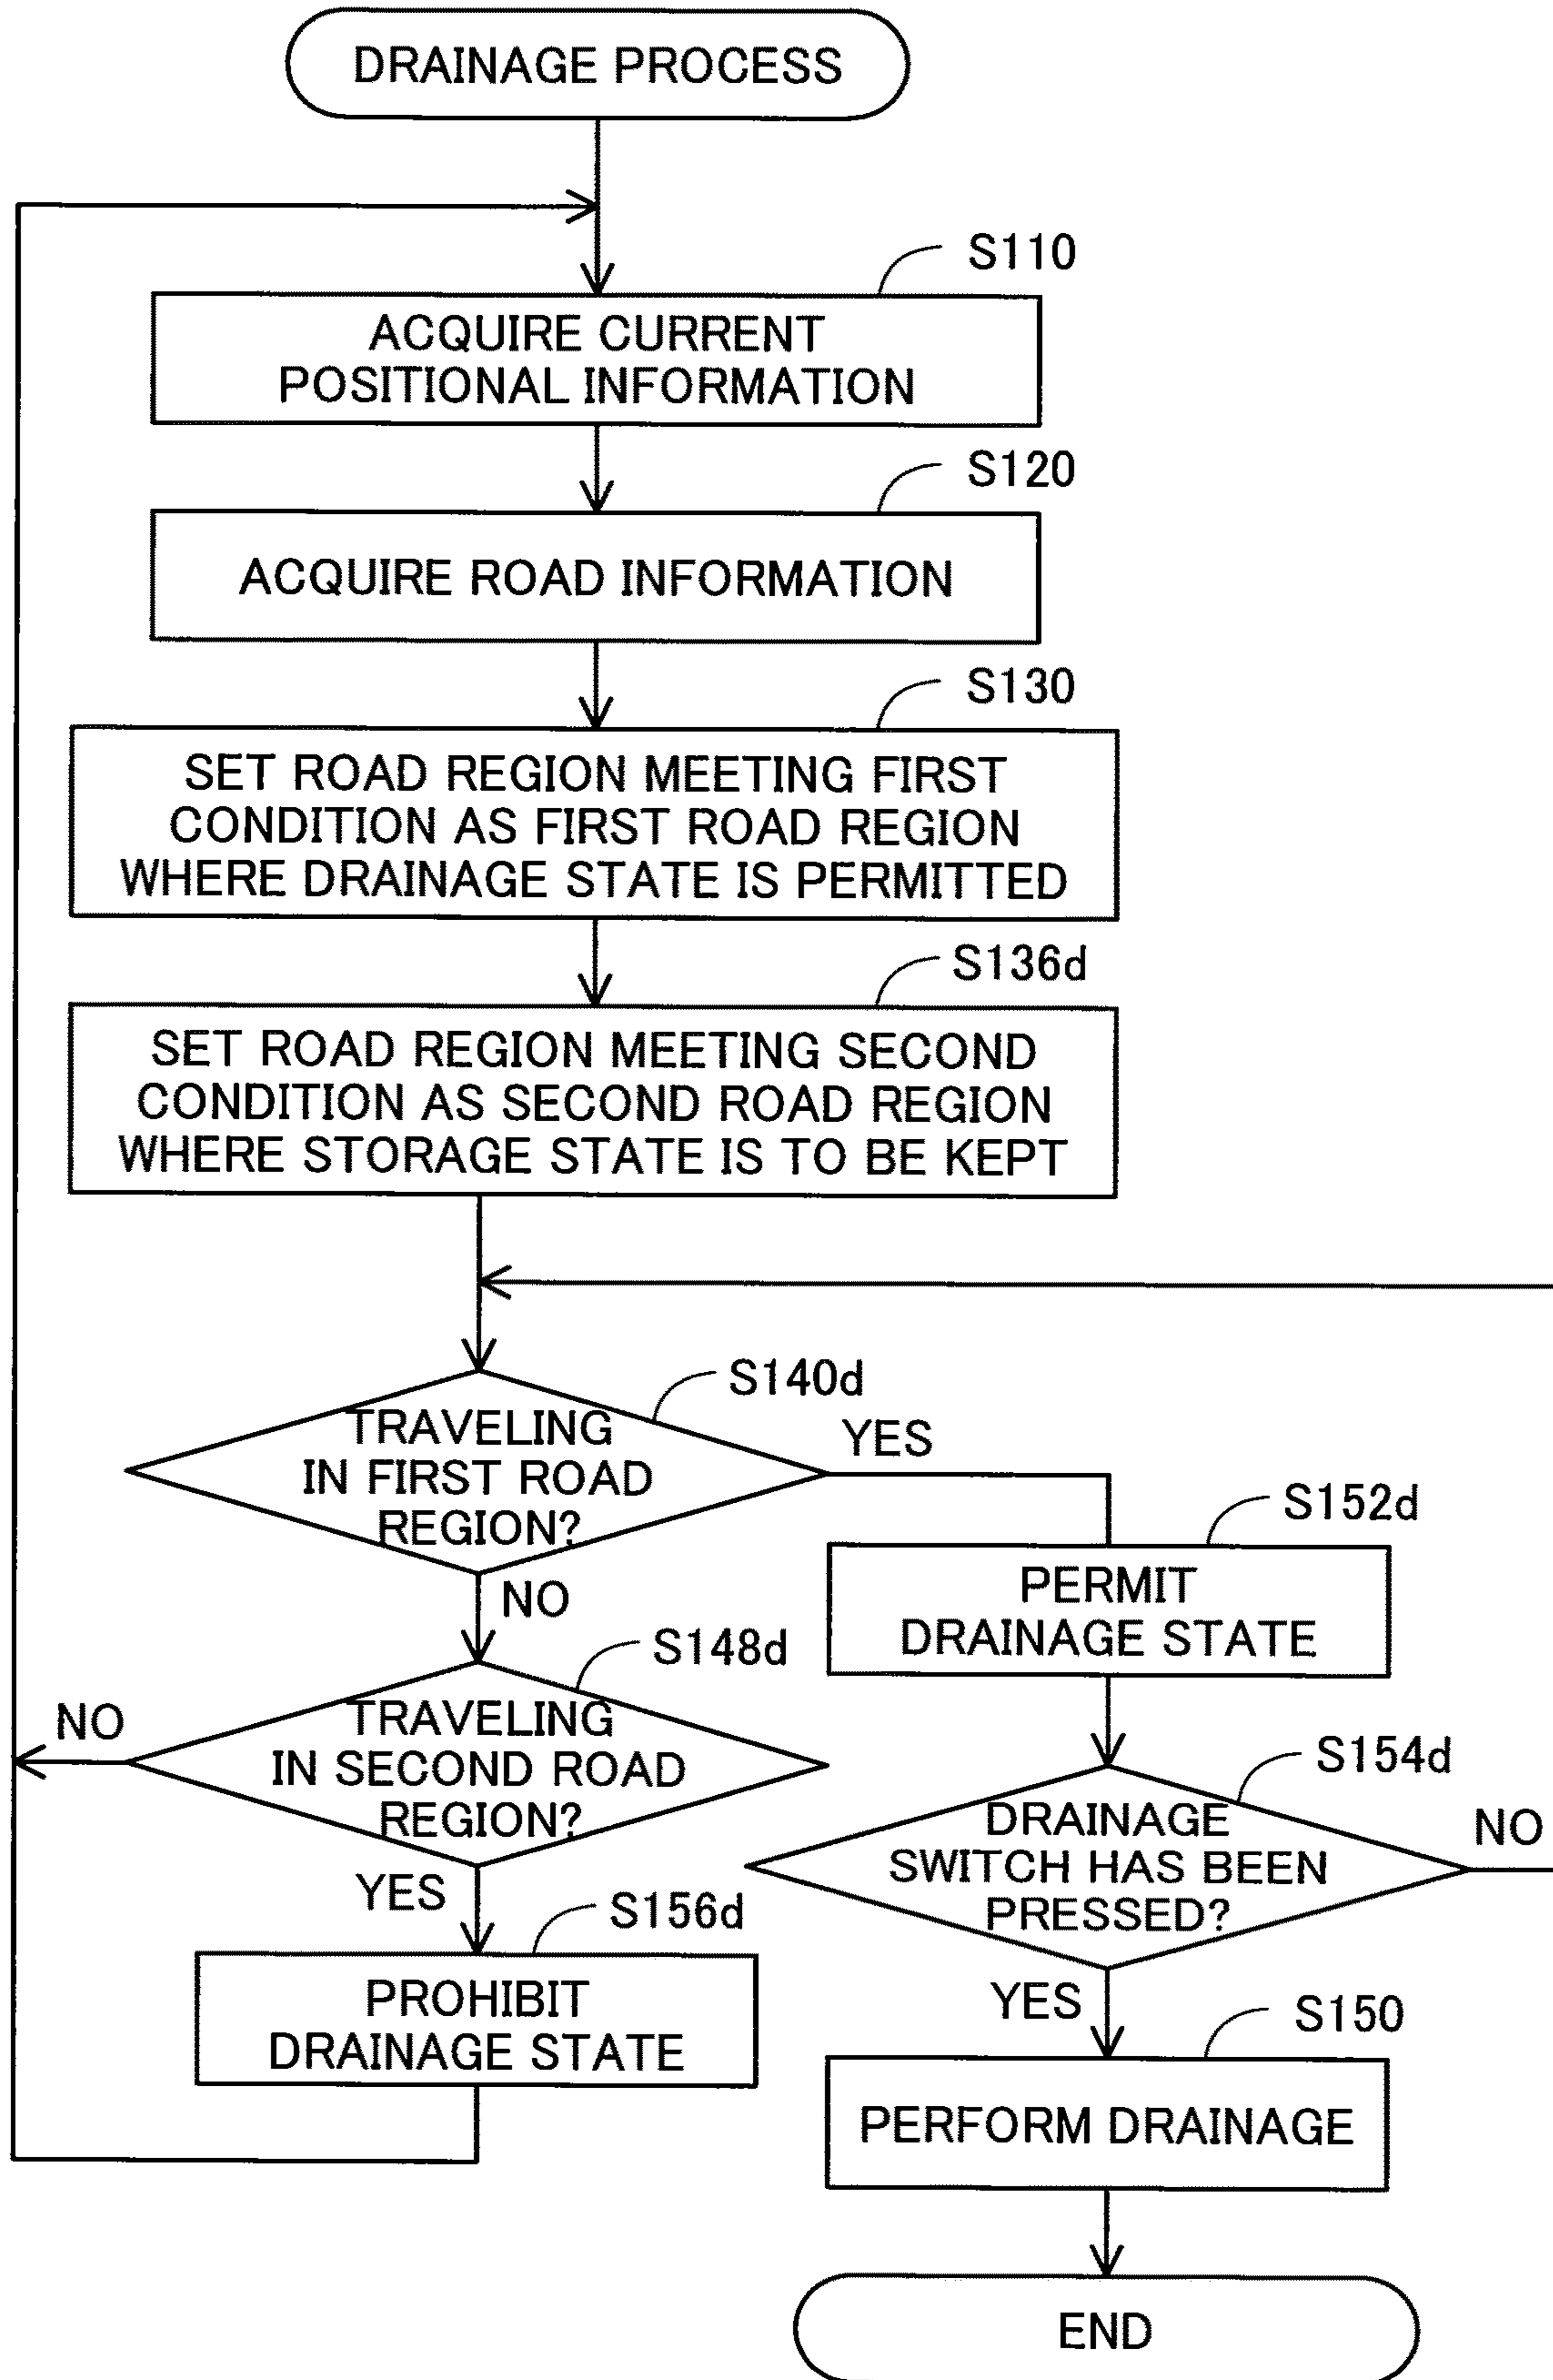 DRAINAGE PROCESS
S110
ACQUIRE CURRENT
POSITIONAL INFORMATION
S120
ACQUIRE ROAD INFORMATION
S130
SET ROAD REGION MEETING FIRST
CONDITION AS FIRST ROAD REGION
WHERE DRAINAGE STATE IS PERMITTED
S136d
SET ROAD REGION MEETING SECOND
CONDITION AS SECOND ROAD REGION
WHERE STORAGE STATE IS TO BE KEPT
S140d
TRAVELING
IN FIRST ROAD
REGION?
YES
NO
S152d
PERMIT
DRAINAGE STATE
S148d
TRAVELING
IN SECOND ROAD
REGION?
NO
YES
S154d
DRAINAGE
SWITCH HAS BEEN
PRESSED?
NO
YES
S156d
PROHIBIT
DRAINAGE STATE
S150
PERFORM DRAINAGE
END